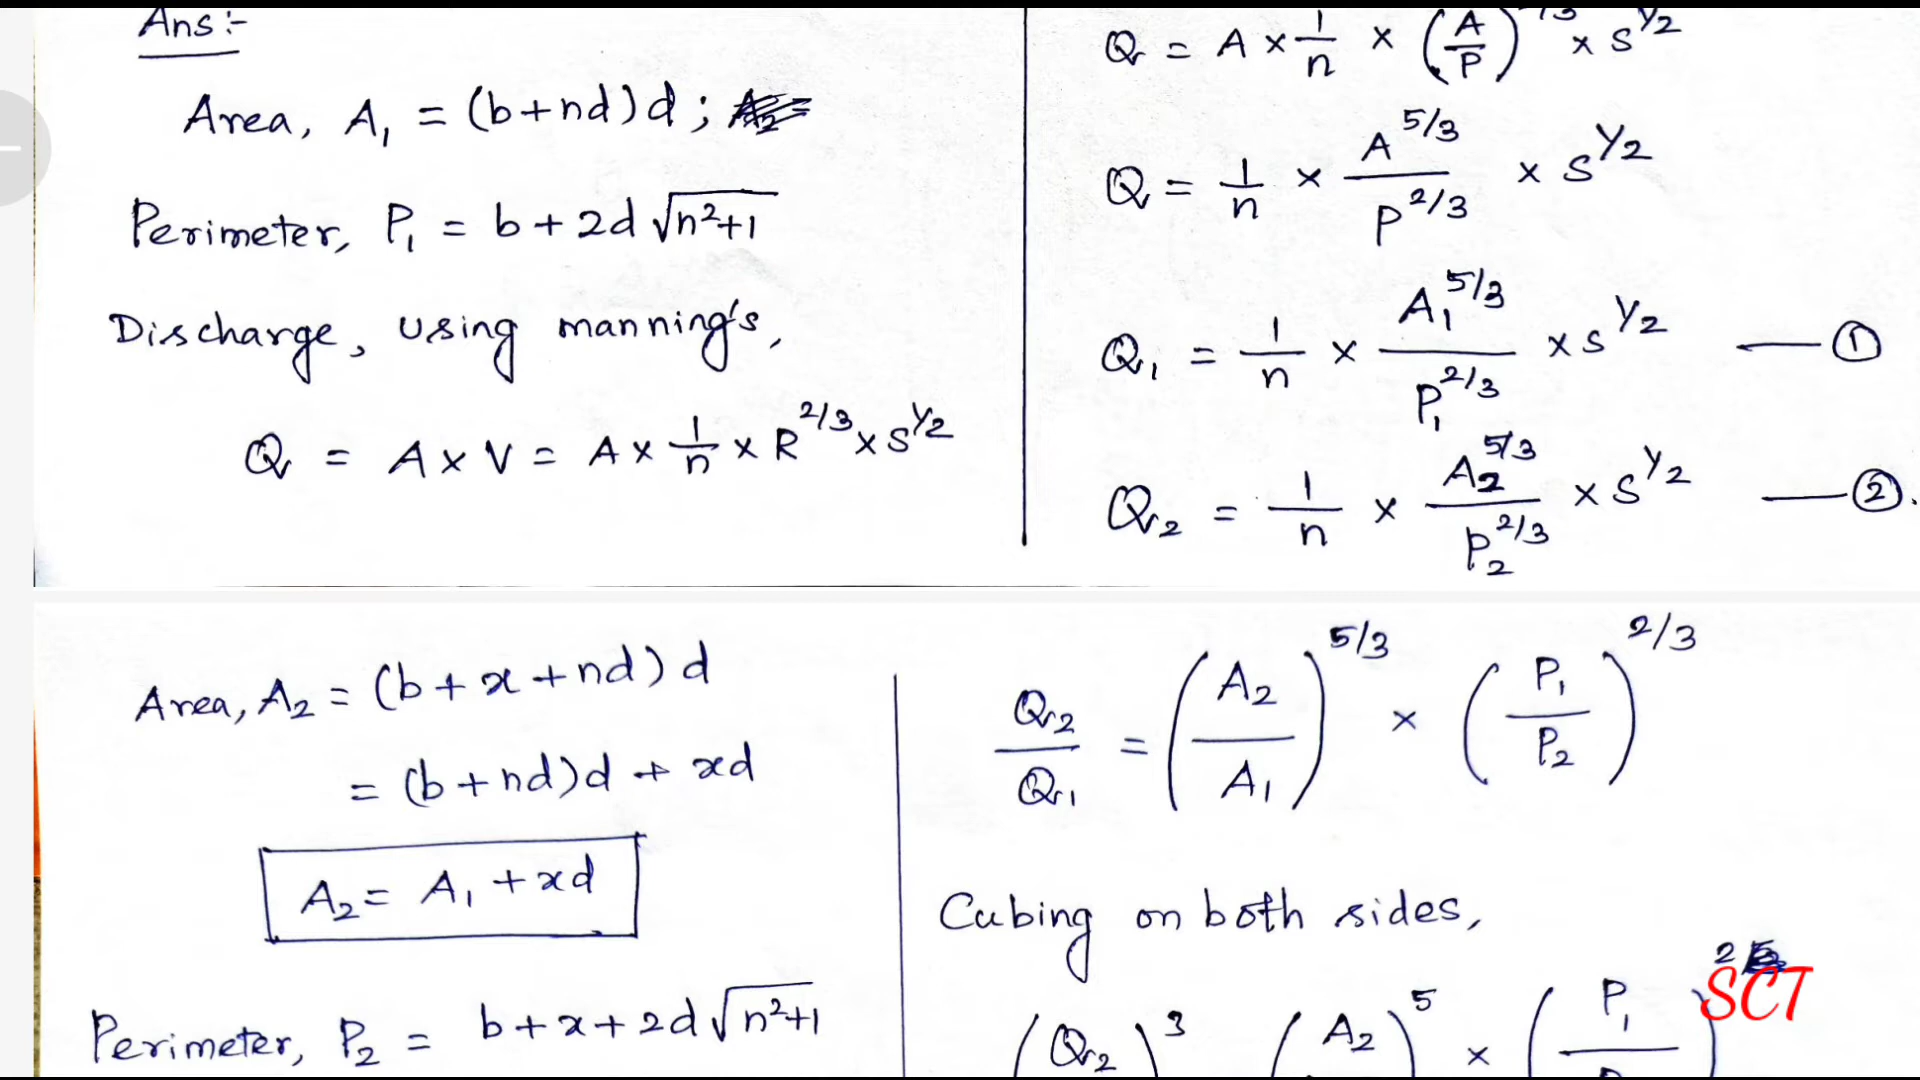 Ans :-
Area, A₁ = (b+nd)d ;
Perimeter, P₁ = b + 2d √(n²+1)
Discharge, using manning's,
Q = A × V = A × 1/n × R^2/3 × S^1/2
Q = A × 1/n × (A/P) × S^1/2
Q = 1/n × A^5/3 / P^2/3 × S^1/2
Q₁ = 1/n × A₁^5/3 / P₁^2/3 × S^1/2 —— ①
Q₂ = 1/n × A₂^5/3 / P₂^2/3 × S^1/2 —— ②.
Area, A₂ = (b + x + nd) d
= (b + nd)d + xd
A₂ = A₁ + xd
Perimeter, P₂ = b + x + 2d √(n²+1)
Q₂/Q₁ = (A₂/A₁)^5/3 × (P₁/P₂)^2/3
Cubing on both sides,
(Q₂)³ (A₂)⁵ × (P₁)²
SCT